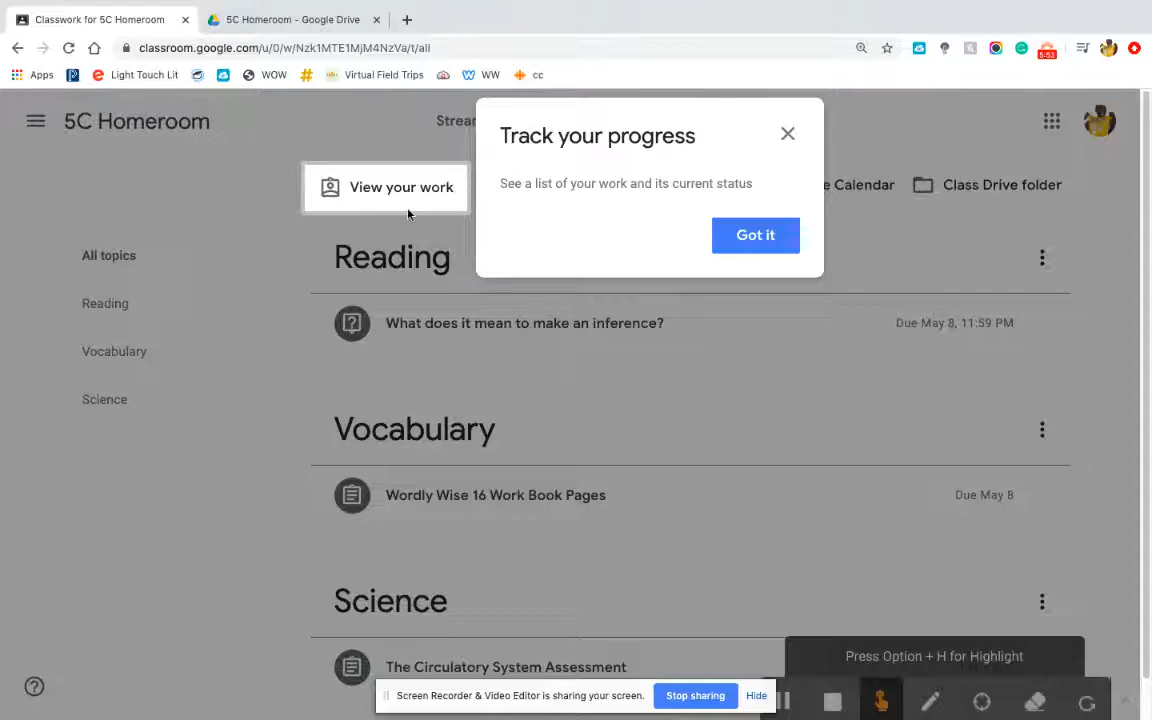 Classwork for 5C Homeroom
5C Homeroom - Google Drive
classroom.google.com/u/0/w/Nzk1MTE1MjM4NzVa/t/all
5:53
Apps
Light Touch Lit
WOW
Virtual Field Trips
WW
cc
5C Homeroom
Strea
Track your progress
See a list of your work and its current status
Got it
View your work
e Calendar
Class Drive folder
All topics
Reading
Vocabulary
Science
Reading
What does it mean to make an inference?
Due May 8, 11:59 PM
Vocabulary
Wordly Wise 16 Work Book Pages
Due May 8
Science
The Circulatory System Assessment
Press Option + H for Highlight
Screen Recorder & Video Editor is sharing your screen.
Stop sharing
Hide